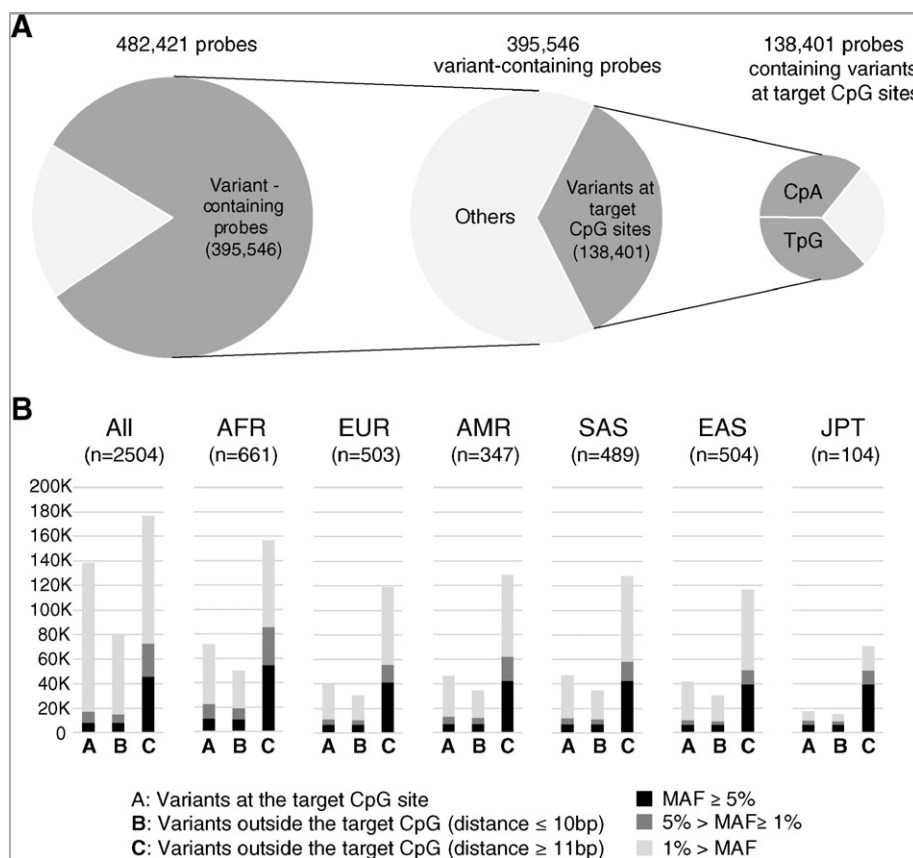 A
482,421 probes
395,546
variant-containing probes
138,401 probes
containing variants
at target CpG sites
Variant -
containing
probes
(395,546)
Others
Variants at
target
CpG sites
(138,401)
CpA
TpG
B
All
(n=2504)
AFR
(n=661)
EUR
(n=503)
AMR
(n=347)
SAS
(n=489)
EAS
(n=504)
JPT
(n=104)
200K
180K
160K
140K
120K
100K
80K
60K
40K
20K
0
A B C
A B C
A B C
A B C
A B C
A B C
A B C
A: Variants at the target CpG site
B: Variants outside the target CpG (distance ≤ 10bp)
C: Variants outside the target CpG (distance ≥ 11bp)
MAF ≥ 5%
5% > MAF≥ 1%
1% > MAF